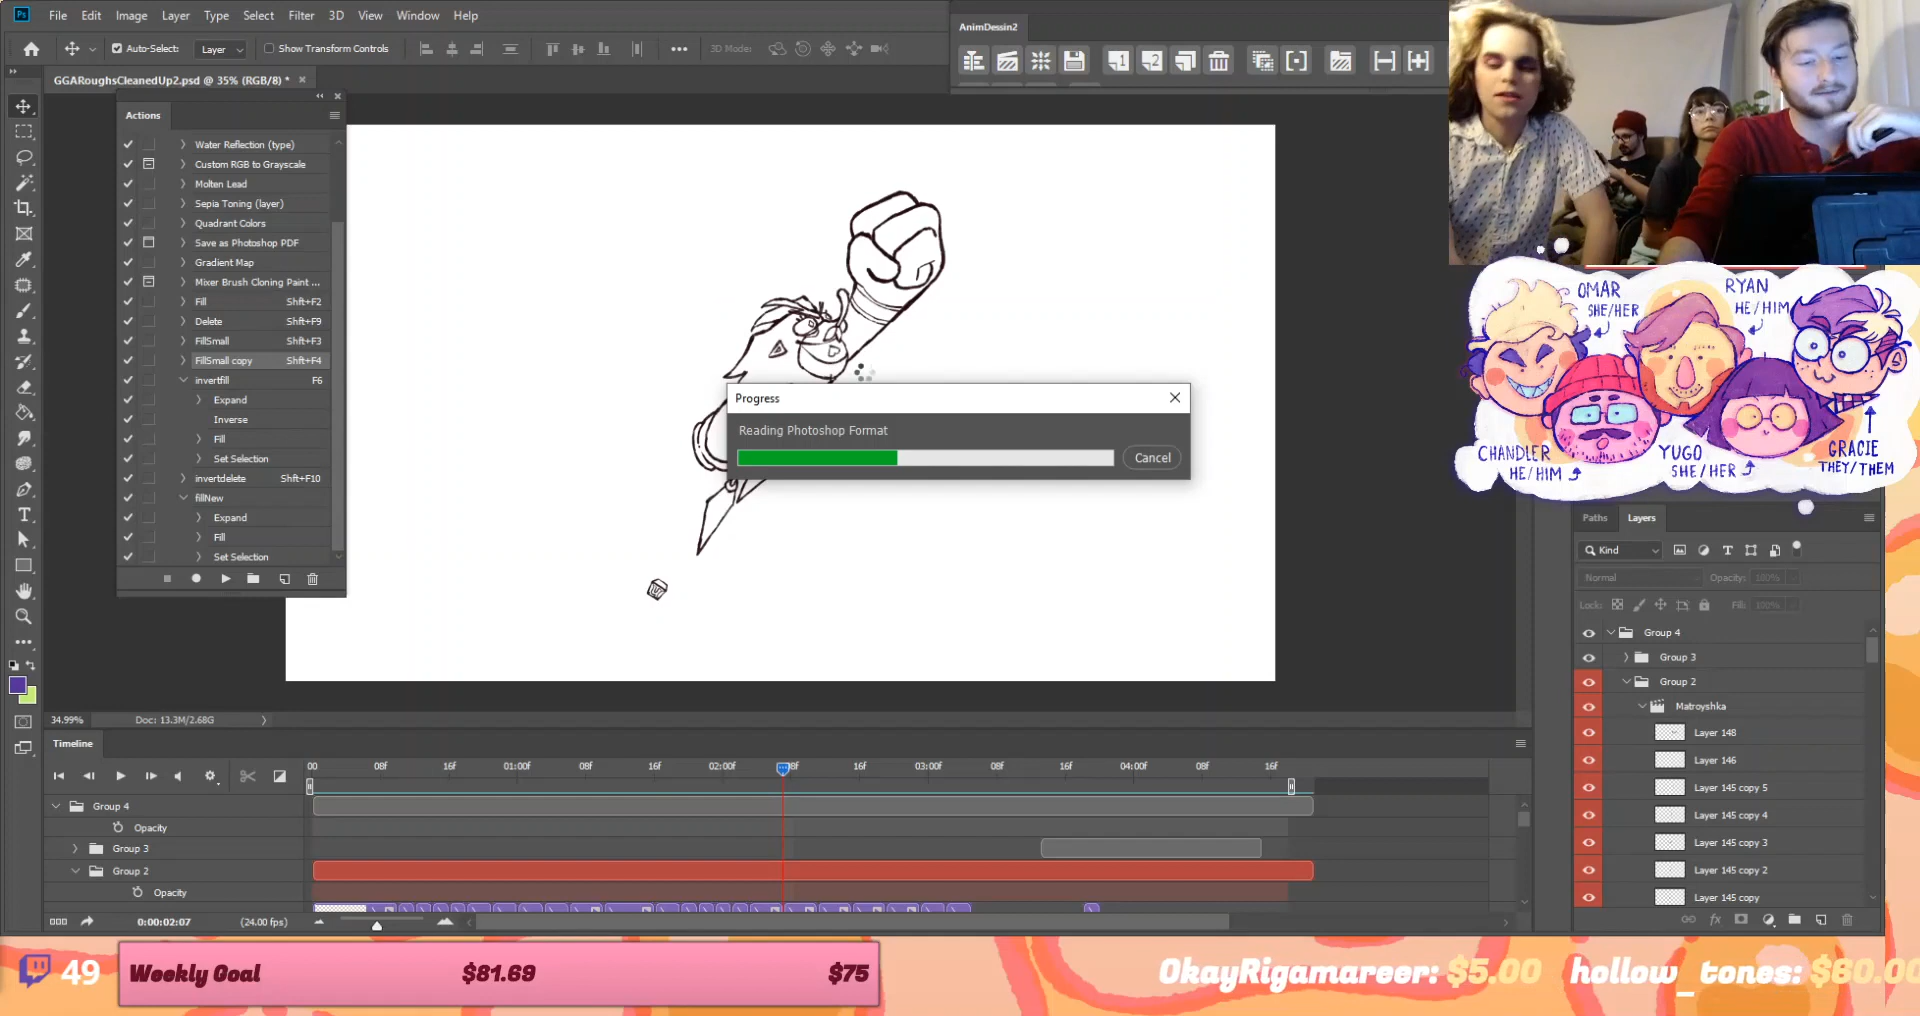 Ps File Edit Image Layer Type Select Filter 3D View Window Help
AnimDessin2
Auto-Select: Layer Show Transform Controls 3D Mode:
GGARoughsCleanedUp2.psd @ 35% (RGB/8) *
Actions
Water Reflection (type)
Custom RGB to Grayscale
Molten Lead
Sepia Toning (layer)
Quadrant Colors
Save as Photoshop PDF
Gradient Map
Mixer Brush Cloning Paint ...
Fill Shft+F2
Delete Shft+F9
FillSmall Shft+F3
FillSmall copy Shft+F4
invertfill F6
Expand
Inverse
Fill
Set Selection
invertdelete Shft+F10
fillNew
Expand
Fill
Set Selection
Progress
Reading Photoshop Format
Cancel
OMAR
SHE/HER
RYAN
HE/HIM
CHANDLER
HE/HIM
YUGO
SHE/HER
GRACIE
THEY/THEM
Paths Layers
Kind
Normal Opacity: 100%
Lock: Fill: 100%
Group 4
Group 3
Group 2
Matroyshka
Layer 148
Layer 146
Layer 145 copy 5
Layer 145 copy 4
Layer 145 copy 3
Layer 145 copy 2
Layer 145 copy
34.99% Doc: 13.3M/2.68G
Timeline
00 08f 16f 01:00f 08f 16f 02:00f 8f 16f 03:00f 08f 16f 04:00f 08f 16f
Group 4
Opacity
Group 3
Group 2
Opacity
0:00:02:07 (24.00 fps)
49 Weekly Goal $81.69 $75 OkayRigamareer: $5.00 hollow_tones: $60.00